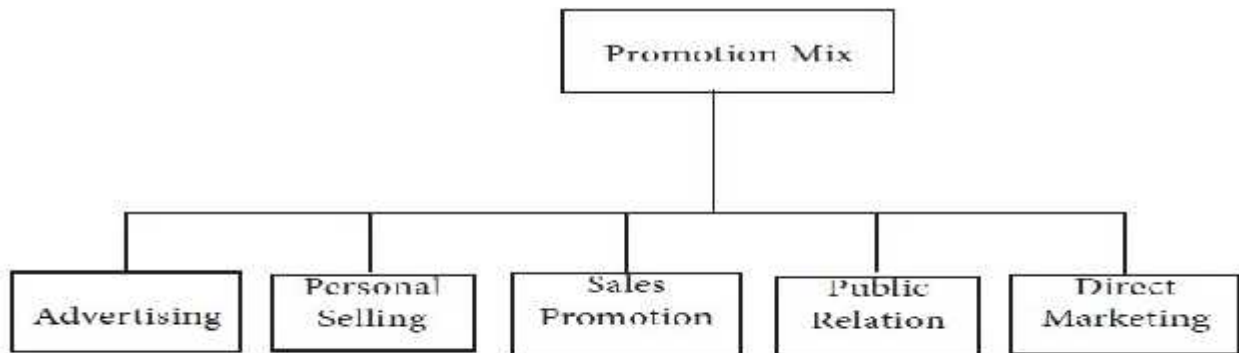 Promotion Mix
Advertising
Personal
Selling
Sales
Promotion
Public
Relation
Direct
Marketing